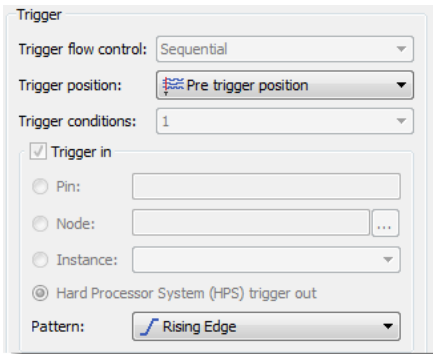 Trigger
Trigger flow control: Sequential
Trigger position: Pre trigger position
Trigger conditions: 1
Trigger in
Pin:
Node: ...
Instance:
Hard Processor System (HPS) trigger out
Pattern: Rising Edge